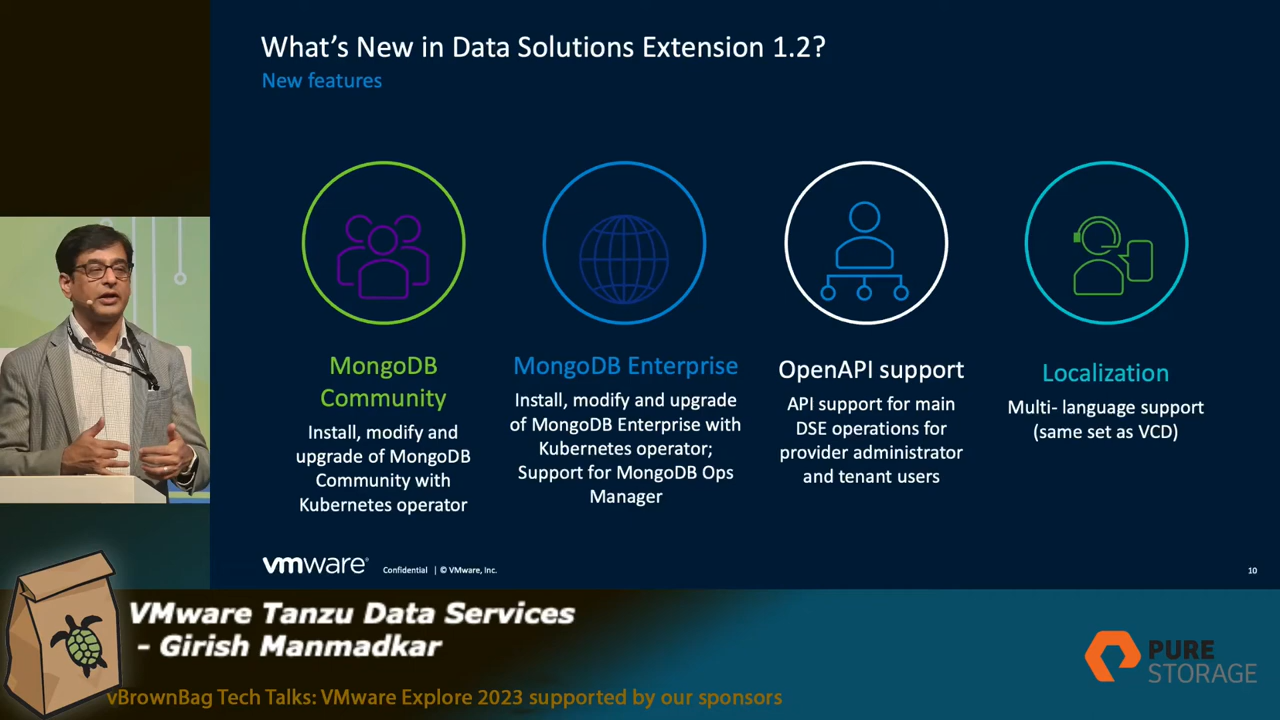 What's New in Data Solutions Extension 1.2?
New features
MongoDB
Community
Install, modify and
upgrade of MongoDB
Community with
Kubernetes operator
MongoDB Enterprise
Install, modify and upgrade
of MongoDB Enterprise with
Kubernetes operator;
Support for MongoDB Ops
Manager
OpenAPI support
API support for main
DSE operations for
provider administrator
and tenant users
Localization
Multi- language support
(same set as VCD)
vmware®
Confidential | © VMware, Inc.
10
VMware Tanzu Data Services
- Girish Manmadkar
vBrownBag Tech Talks: VMware Explore 2023 supported by our sponsors
PURE
STORAGE